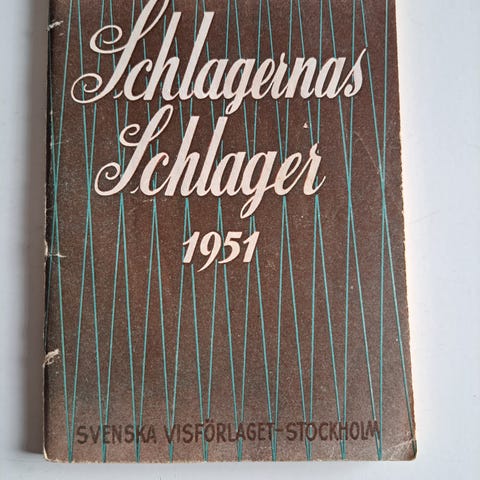 Schlagernas
Schlager
1951
SVENSKA VISFÖRLAGET-STOCKHOLM